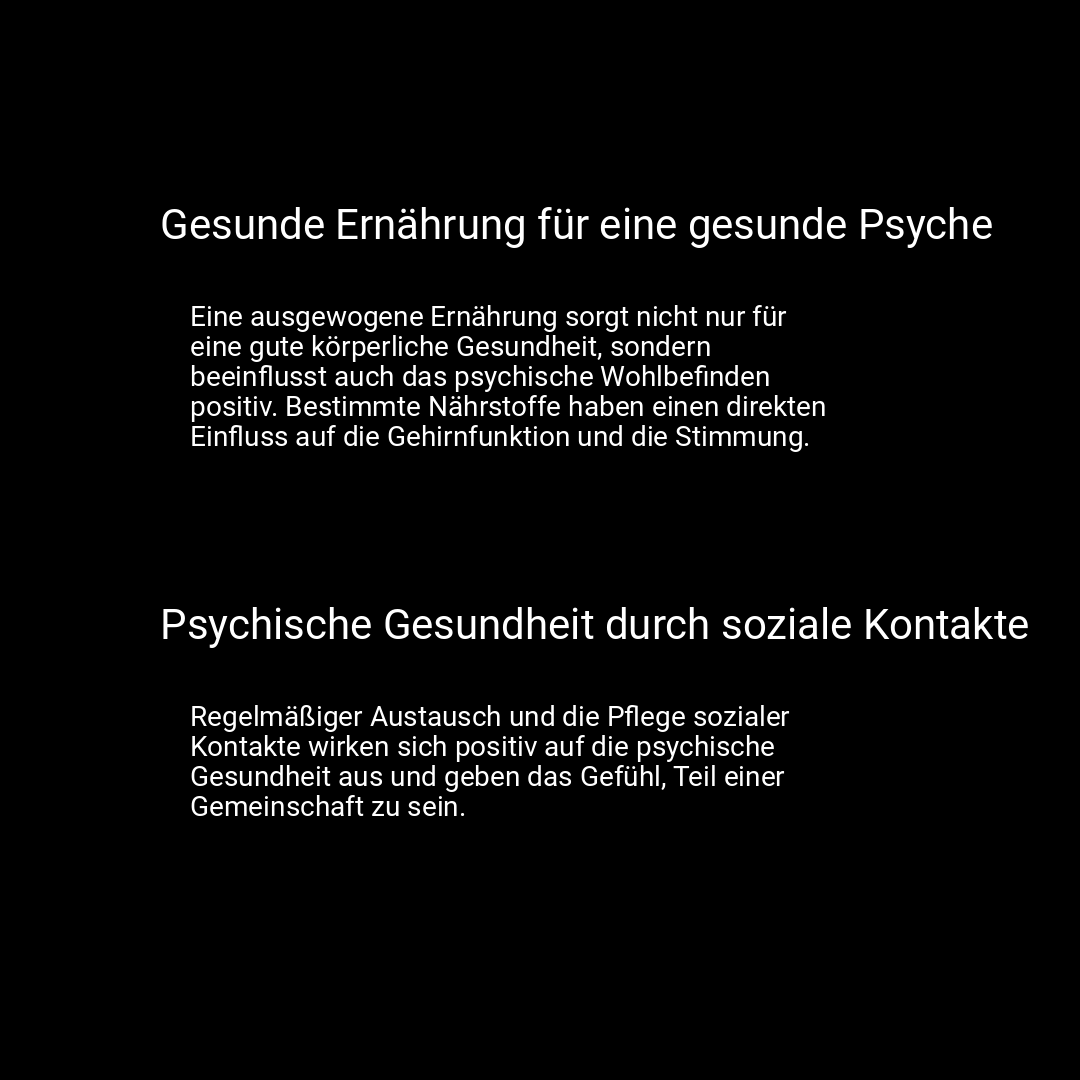 Gesunde Ernährung für eine gesunde Psyche
Eine ausgewogene Ernährung sorgt nicht nur für
eine gute körperliche Gesundheit, sondern
beeinflusst auch das psychische Wohlbefinden
positiv. Bestimmte Nährstoffe haben einen direkten
Einfluss auf die Gehirnfunktion und die Stimmung.
Psychische Gesundheit durch soziale Kontakte
Regelmäßiger Austausch und die Pflege sozialer
Kontakte wirken sich positiv auf die psychische
Gesundheit aus und geben das Gefühl, Teil einer
Gemeinschaft zu sein.